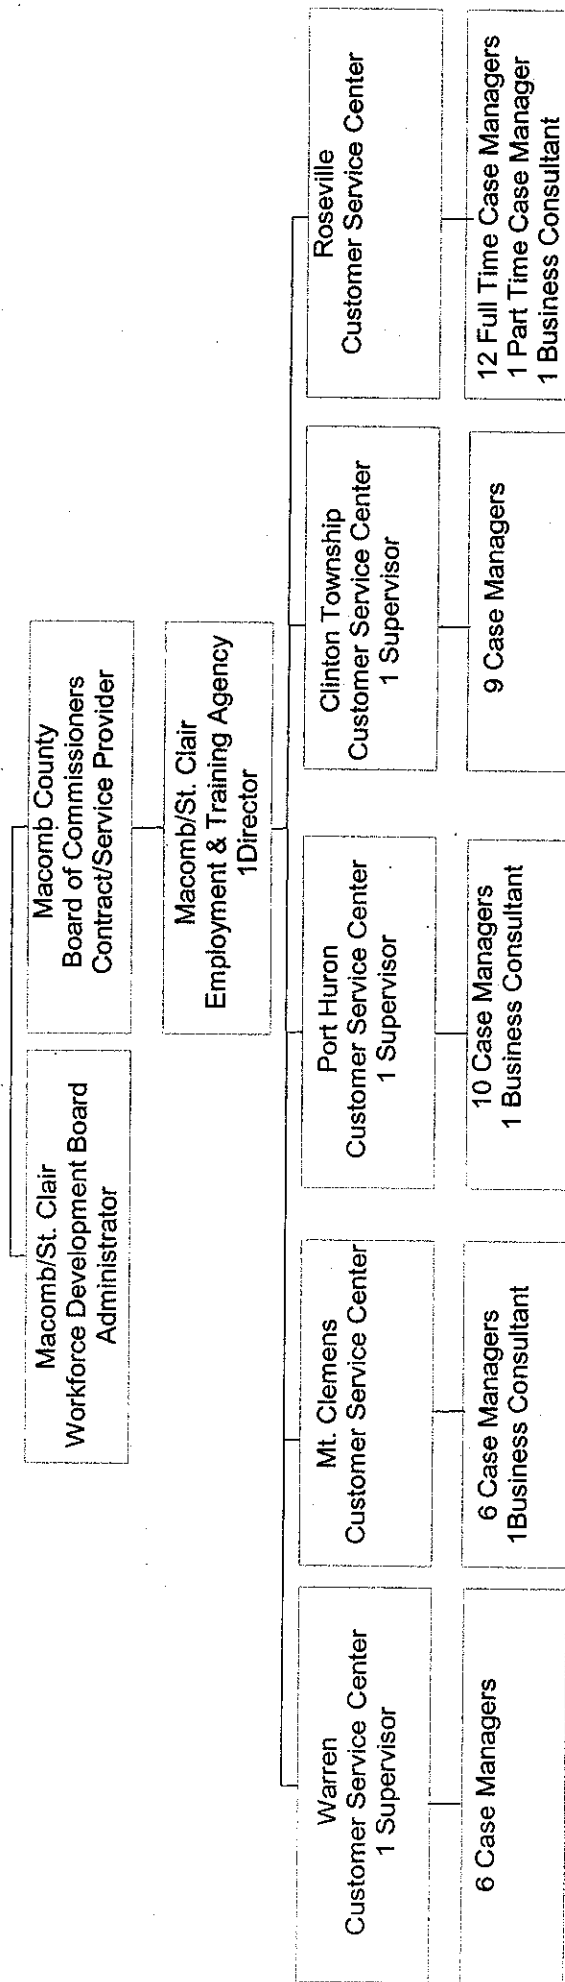 Macomb/St. Clair
Workforce Development Board
Administrator
Macomb County
Board of Commissioners
Contract/Service Provider
Macomb/St. Clair
Employment & Training Agency
1Director
Warren
Customer Service Center
1 Supervisor
Mt. Clemens
Customer Service Center
Port Huron
Customer Service Center
1 Supervisor
Clinton Township
Customer Service Center
1 Supervisor
Roseville
Customer Service Center
6 Case Managers
6 Case Managers
1Business Consultant
10 Case Managers
1 Business Consultant
9 Case Managers
12 Full Time Case Managers
1 Part Time Case Manager
1 Business Consultant